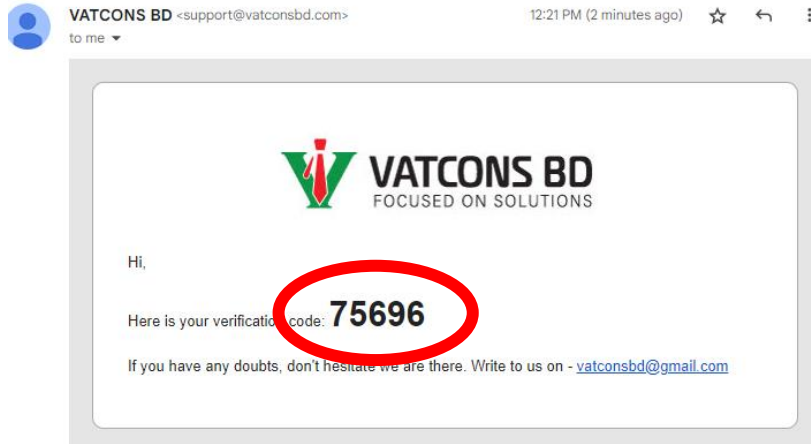 VATCONS BD <support@vatconsbd.com> 12:21 PM (2 minutes ago)
to me
VATCONS BD
FOCUSED ON SOLUTIONS
Hi,
Here is your verification code: 75696
If you have any doubts, don't hesitate we are there. Write to us on - vatconsbd@gmail.com